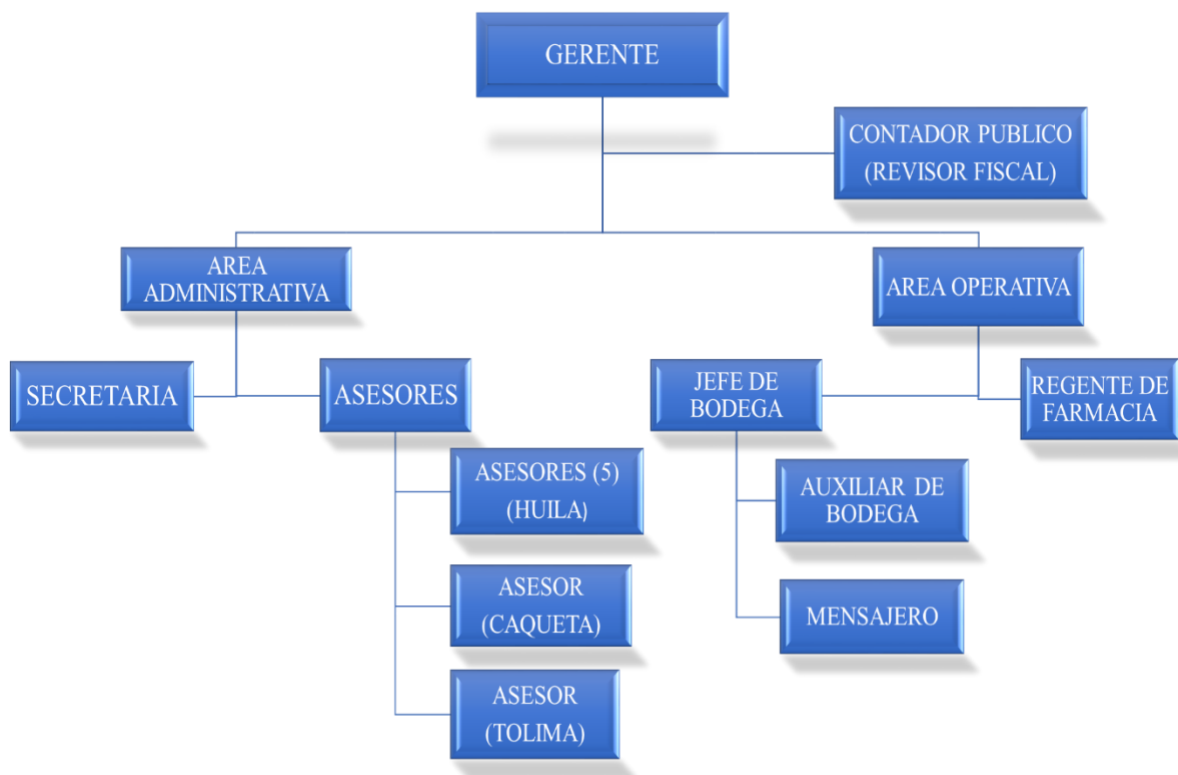 GERENTE
CONTADOR PUBLICO
(REVISOR FISCAL)
AREA
ADMINISTRATIVA
AREA OPERATIVA
SECRETARIA
ASESORES
JEFE DE
BODEGA
REGENTE DE
FARMACIA
ASESORES (5)
(HUILA)
AUXILIAR DE
BODEGA
ASESOR
(CAQUETA)
MENSAJERO
ASESOR
(TOLIMA)